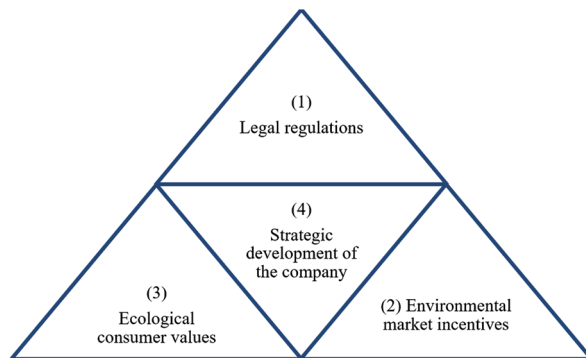 (1)
Legal regulations
(4)
Strategic
development of
the company
(3)
Ecological
consumer values
(2) Environmental
market incentives